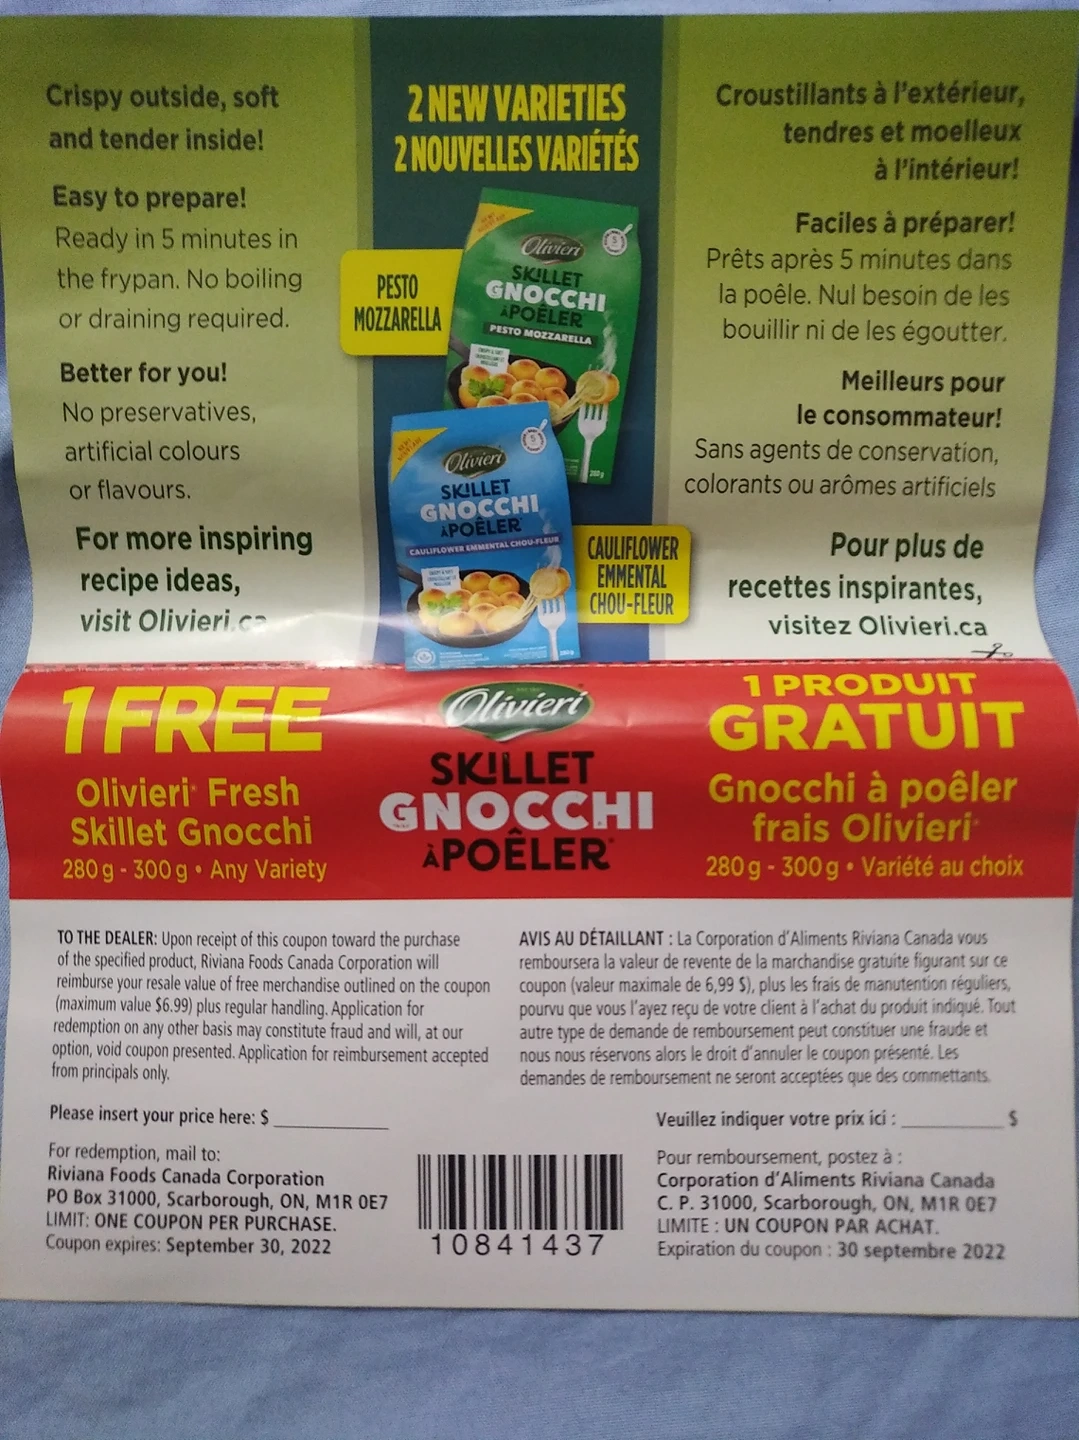 Crispy outside, soft
and tender inside!
Easy to prepare!
Ready in 5 minutes in
the frypan. No boiling
or draining required.
Better for you!
No preservatives,
artificial colours
or flavours.
For more inspiring
recipe ideas,
visit Olivieri.ca
2 NEW VARIETIES
2 NOUVELLES VARIÉTÉS
PESTO
MOZZARELLA
Olivieri
SKILLET
GNOCCHI
À POÊLER
PESTO MOZZARELLA
280 g
Olivieri
SKILLET
GNOCCHI
À POÊLER
CAULIFLOWER EMMENTAL CHOU-FLEUR
CAULIFLOWER
EMMENTAL
CHOU-FLEUR
Croustillants à l'extérieur,
tendres et moelleux
à l'intérieur!
Faciles à préparer!
Prêts après 5 minutes dans
la poêle. Nul besoin de les
bouillir ni de les égoutter.
Meilleurs pour
le consommateur!
Sans agents de conservation,
colorants ou arômes artificiels
Pour plus de
recettes inspirantes,
visitez Olivieri.ca
1 FREE
Olivieri* Fresh
Skillet Gnocchi
280 g - 300 g • Any Variety
Olivieri
SKILLET
GNOCCHI
À POÊLER
1 PRODUIT
GRATUIT
Gnocchi à poêler
frais Olivieri*
280 g - 300 g • Variété au choix
TO THE DEALER: Upon receipt of this coupon toward the purchase
of the specified product, Riviana Foods Canada Corporation will
reimburse your resale value of free merchandise outlined on the coupon
(maximum value $6.99) plus regular handling. Application for
redemption on any other basis may constitute fraud and will, at our
option, void coupon presented. Application for reimbursement accepted
from principals only.
Please insert your price here: $
For redemption, mail to:
Riviana Foods Canada Corporation
PO Box 31000, Scarborough, ON, M1R 0E7
LIMIT: ONE COUPON PER PURCHASE.
Coupon expires: September 30, 2022
10841437
AVIS AU DÉTAILLANT : La Corporation d'Aliments Riviana Canada vous
remboursera la valeur de revente de la marchandise gratuite figurant sur ce
coupon (valeur maximale de 6,99 $), plus les frais de manutention réguliers,
pourvu que vous l'ayez reçu de votre client à l'achat du produit indiqué. Tout
autre type de demande de remboursement peut constituer une fraude et
nous nous réservons alors le droit d'annuler le coupon présenté. Les
demandes de remboursement ne seront acceptées que des commettants.
Veuillez indiquer votre prix ici : $
Pour remboursement, postez à :
Corporation d'Aliments Riviana Canada
C. P. 31000, Scarborough, ON, M1R 0E7
LIMITE : UN COUPON PAR ACHAT.
Expiration du coupon : 30 septembre 2022